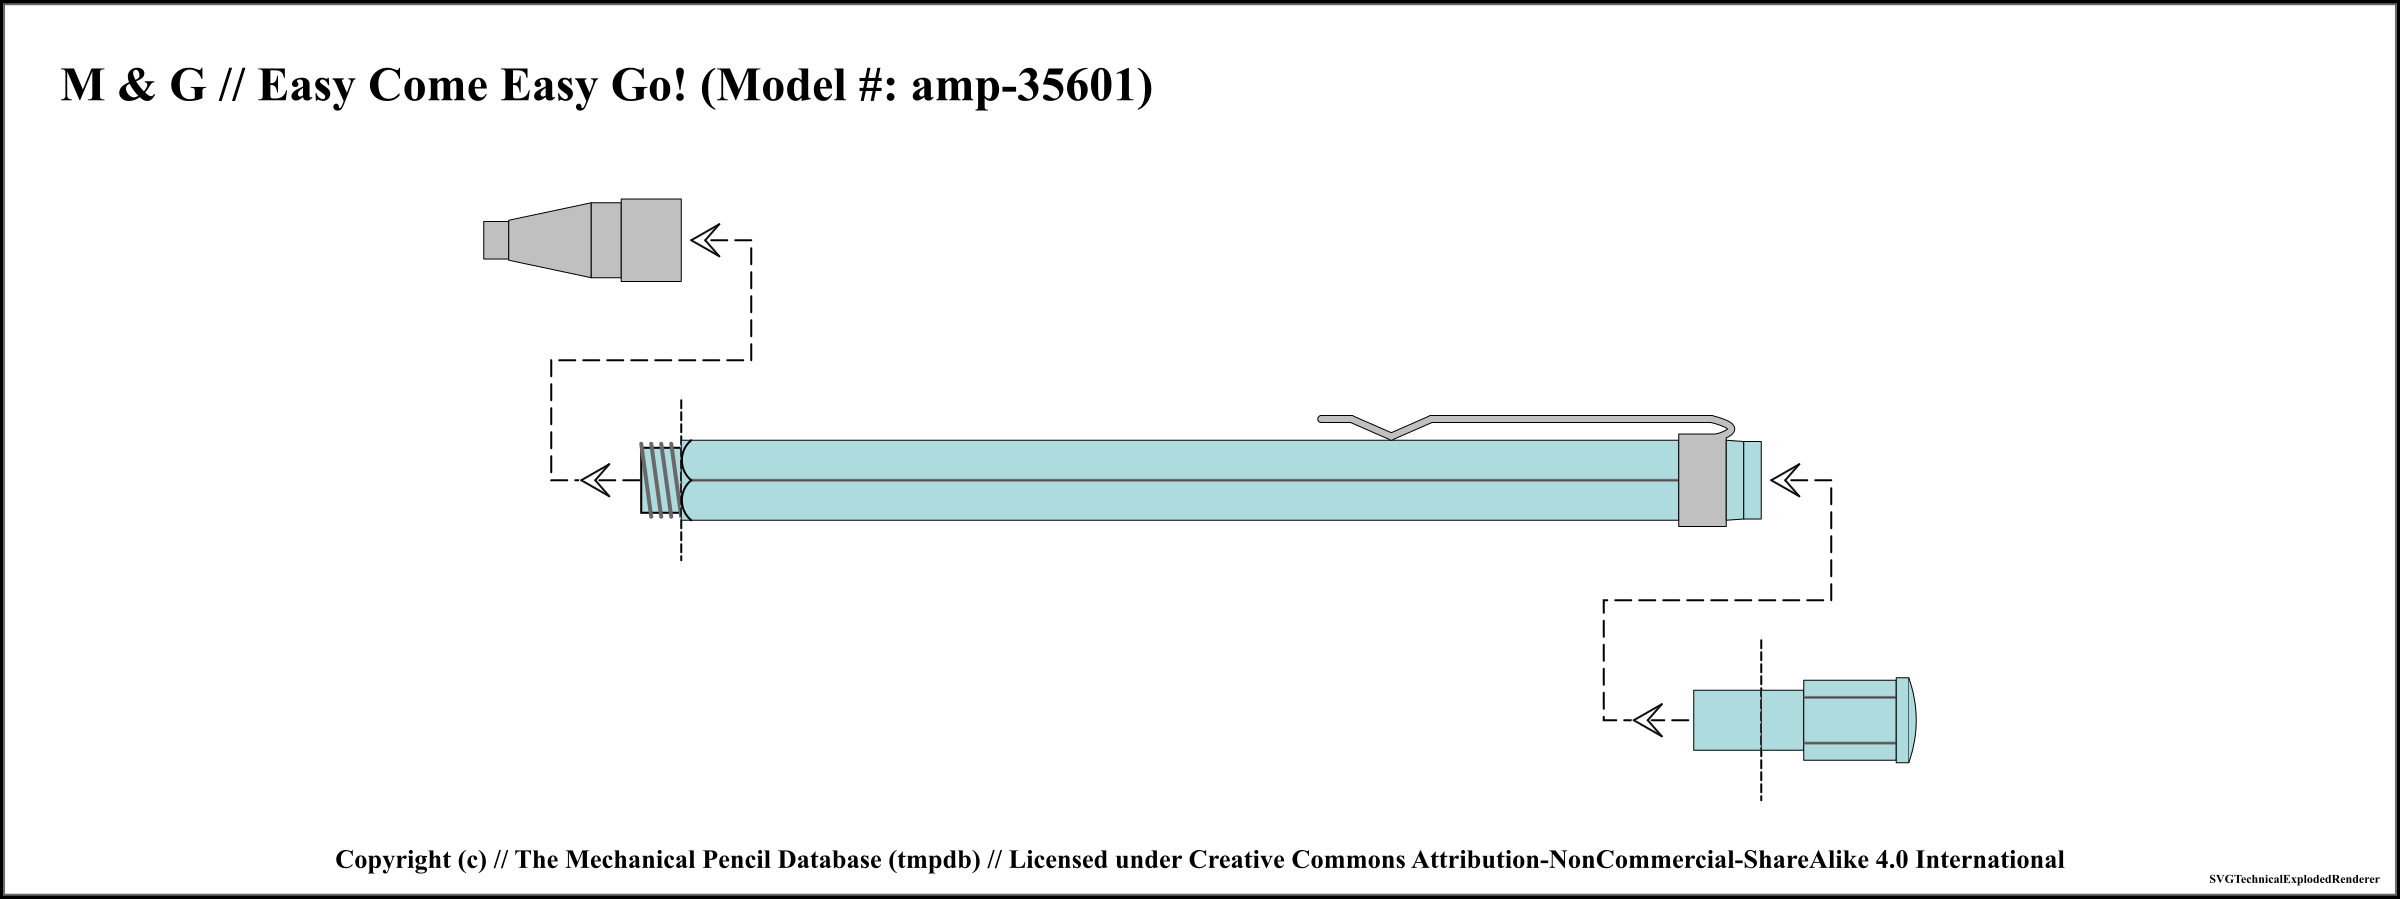 M & G // Easy Come Easy Go! (Model #: amp-35601)
Copyright (c) // The Mechanical Pencil Database (tmpdb) // Licensed under Creative Commons Attribution-NonCommercial-ShareAlike 4.0 International
SVGTechnicalExplodedRenderer